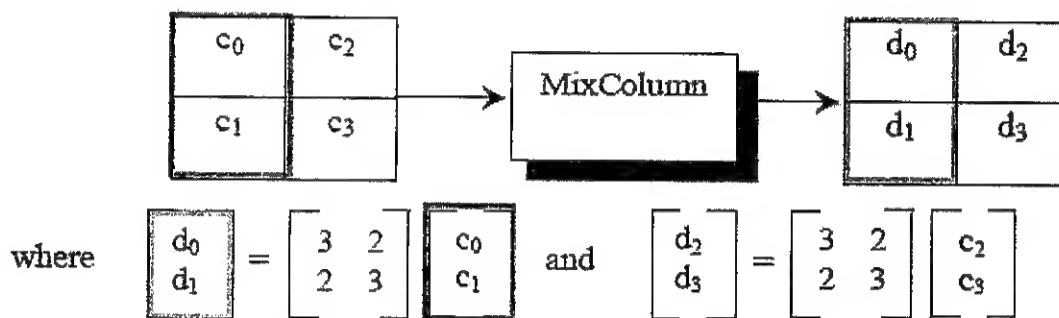 c₀ c₂ MixColumn d₀ d₂
c₁ c₃ d₁ d₃
where d₀ = 3 2 c₀ and d₂ = 3 2 c₂
d₁ 2 3 c₁ d₃ 2 3 c₃